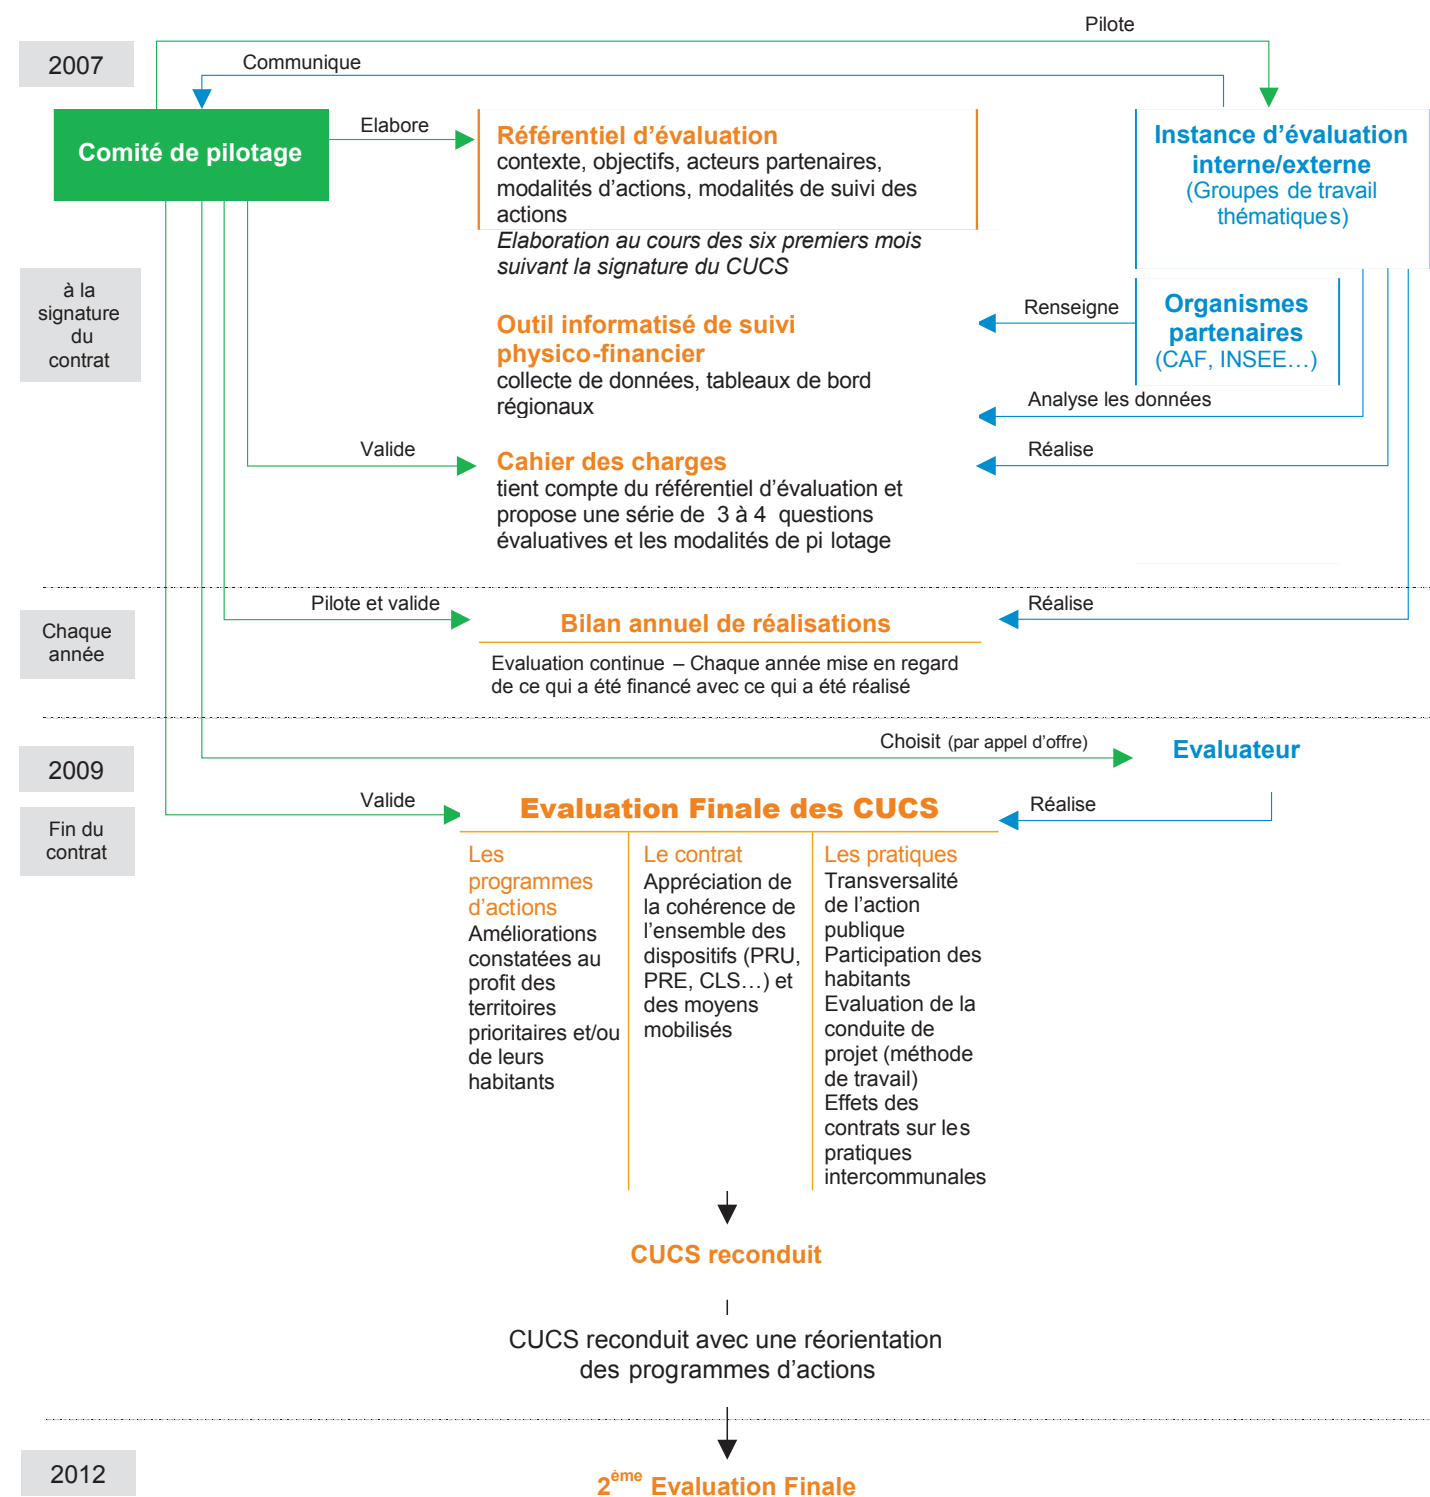 Pilote
2007
Communique
Comité de pilotage
Elabore
Référentiel d’évaluation
contexte, objectifs, acteurs partenaires,
modalités d’actions, modalités de suivi des
actions
Elaboration au cours des six premiers mois
suivant la signature du CUCS
Instance d’évaluation
interne/externe
(Groupes de travail
thématiques)
à la
signature
du
contrat
Outil informatisé de suivi
physico-financier
collecte de données, tableaux de bord
régionaux
Renseigne
Organismes
partenaires
(CAF, INSEE…)
Analyse les données
Valide
Cahier des charges
tient compte du référentiel d’évaluation et
propose une série de 3 à 4 questions
évaluatives et les modalités de pi lotage
Réalise
Chaque
année
Pilote et valide
Bilan annuel de réalisations
Evaluation continue – Chaque année mise en regard
de ce qui a été financé avec ce qui a été réalisé
Réalise
2009
Choisit (par appel d’offre)
Evaluateur
Fin du
contrat
Valide
Evaluation Finale des CUCS
Réalise
Les
programmes
d’actions
Améliorations
constatées au
profit des
territoires
prioritaires et/ou
de leurs
habitants
Le contrat
Appréciation de
la cohérence de
l’ensemble des
dispositifs (PRU,
PRE, CLS…) et
des moyens
mobilisés
Les pratiques
Transversalité
de l’action
publique
Participation des
habitants
Evaluation de la
conduite de
projet (méthode
de travail)
Effets des
contrats sur les
pratiques
intercommunales
CUCS reconduit
CUCS reconduit avec une réorientation
des programmes d’actions
2012
2ème Evaluation Finale